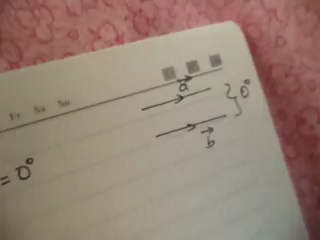 Fr Sa Su
→a
0°
→b
= 0°